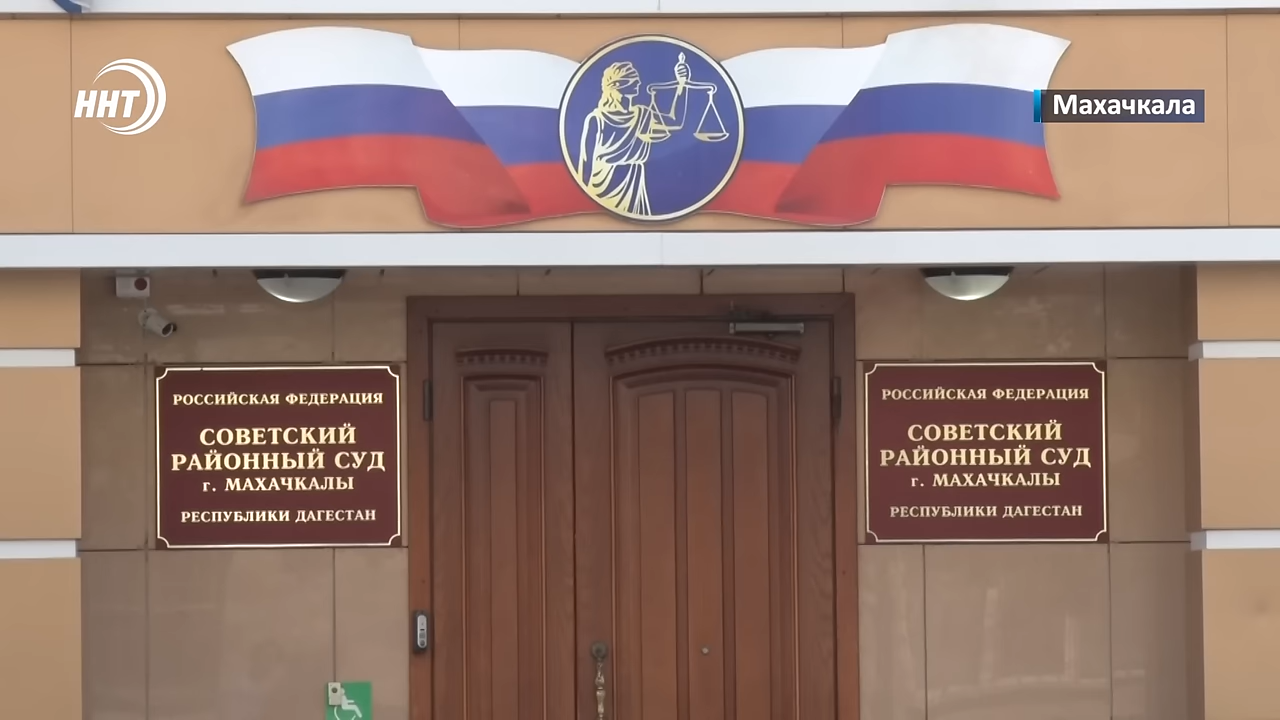 ННТ
Махачкала
РОССИЙСКАЯ ФЕДЕРАЦИЯ
СОВЕТСКИЙ
РАЙОННЫЙ СУД
г. МАХАЧКАЛЫ
РЕСПУБЛИКИ ДАГЕСТАН
РОССИЙСКАЯ ФЕДЕРАЦИЯ
СОВЕТСКИЙ
РАЙОННЫЙ СУД
г. МАХАЧКАЛЫ
РЕСПУБЛИКИ ДАГЕСТАН